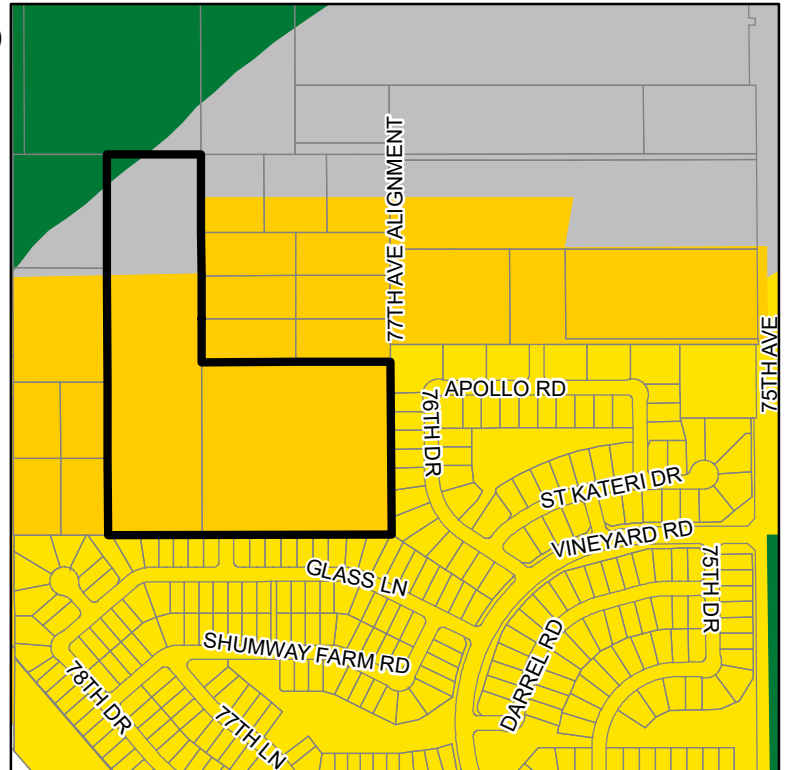 77TH AVE ALIGNMENT
75TH AVE
APOLLO RD
76TH DR
ST KATERI DR
VINEYARD RD
75TH DR
GLASS LN
DARREL RD
SHUMWAY FARM RD
78TH DR
77TH LN